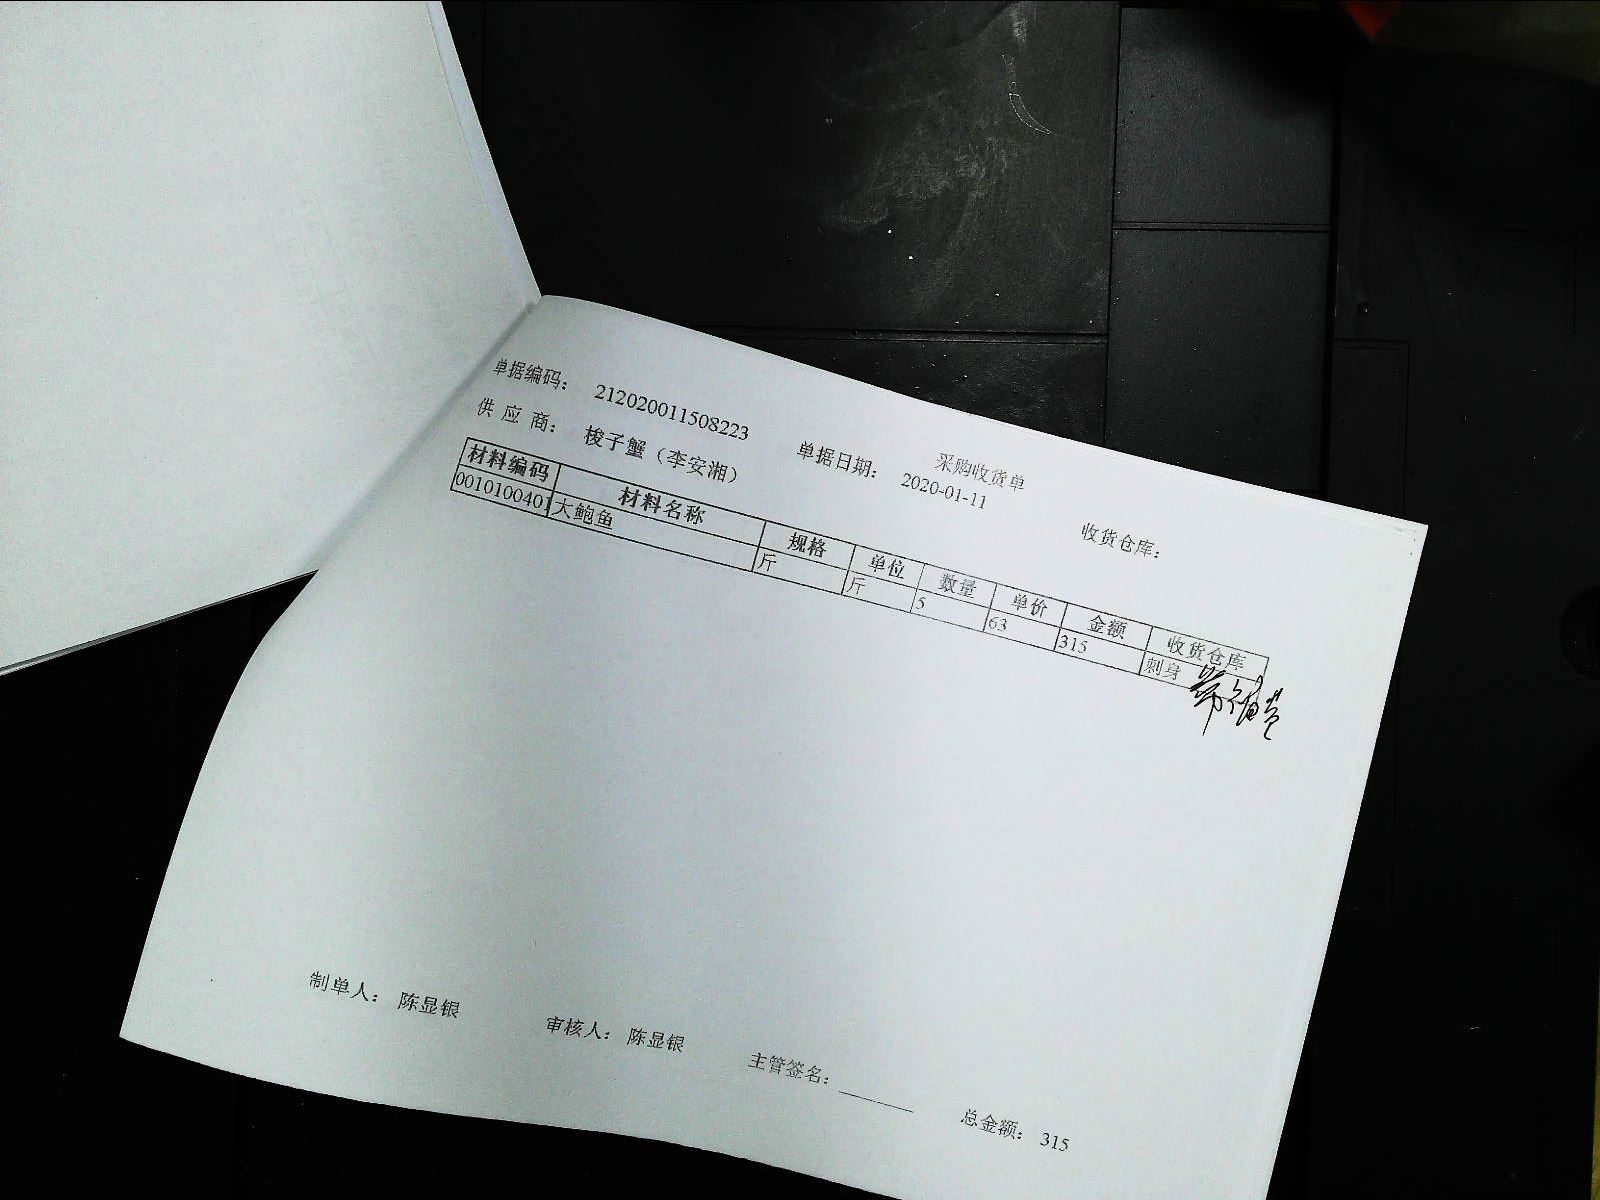 采购收货单
单据编码： 212020011508223 单据日期： 2020-01-11 收货仓库：
供 应 商： 梭子蟹（李安湘）
材料编码 材料名称 规格 单位 数量 单价 金额 收货仓库
0010100401 大鲍鱼 斤 斤 5 63 315 刺身
制单人： 陈显银 审核人： 陈显银 主管签名： 总金额： 315